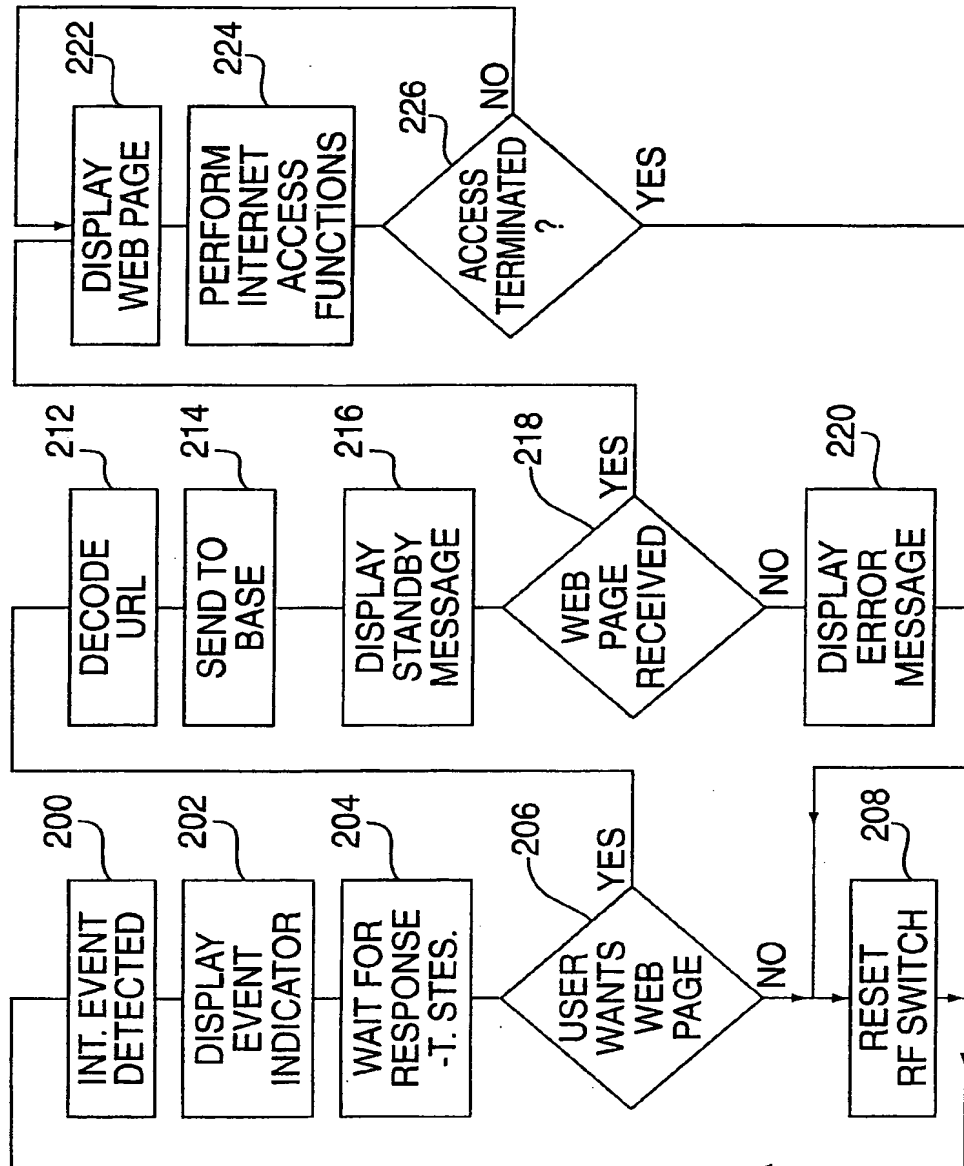 200
INT. EVENT
DETECTED
202
DISPLAY
EVENT
INDICATOR
204
WAIT FOR
RESPONSE
-T. STES.
206
USER
WANTS
WEB
PAGE
YES
NO
208
RESET
RF SWITCH
212
DECODE
URL
214
SEND TO
BASE
216
DISPLAY
STANDBY
MESSAGE
218
WEB
PAGE
RECEIVED
YES
NO
220
DISPLAY
ERROR
MESSAGE
222
DISPLAY
WEB PAGE
224
PERFORM
INTERNET
ACCESS
FUNCTIONS
226
ACCESS
TERMINATED
?
NO
YES